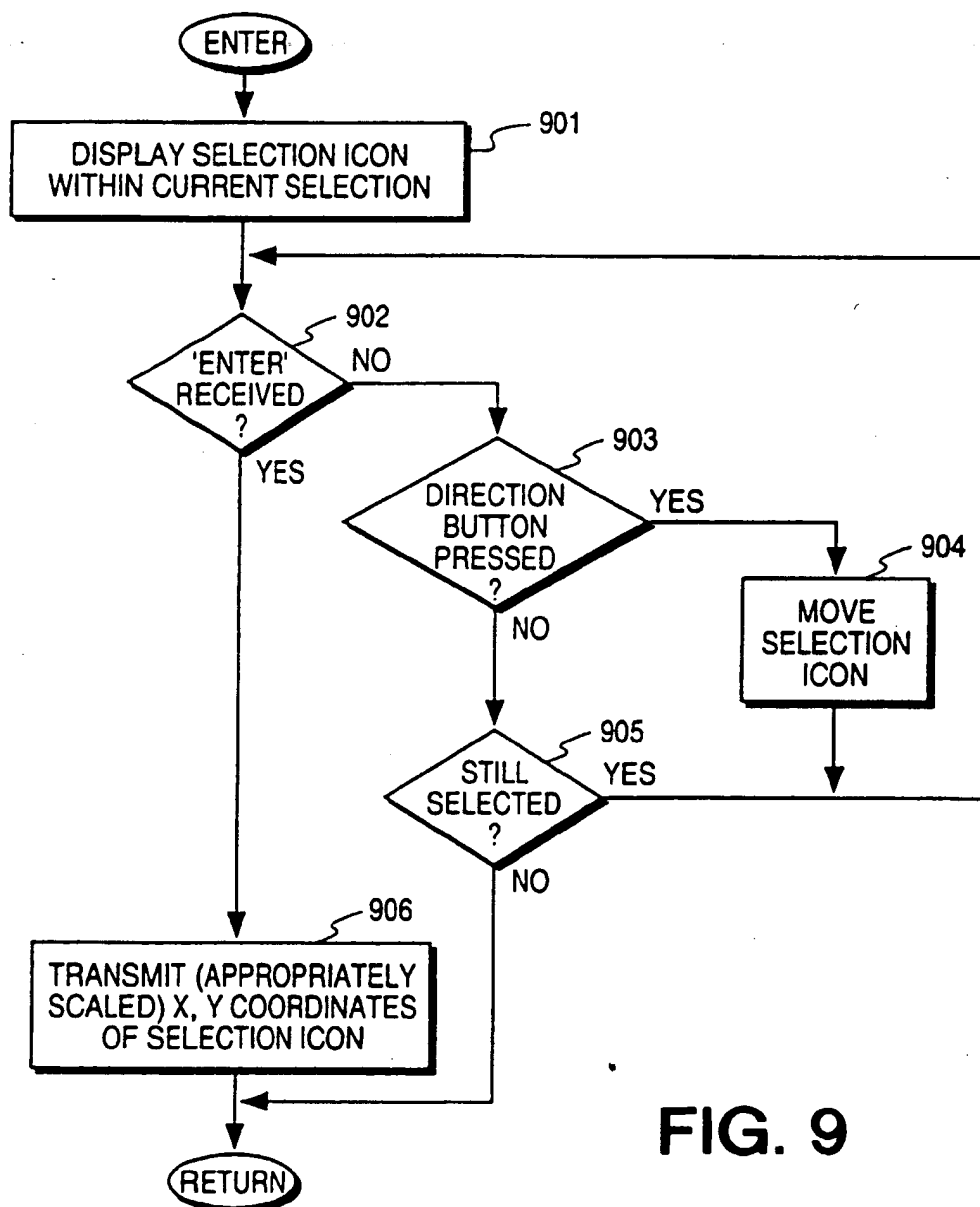 ENTER
901
DISPLAY SELECTION ICON
WITHIN CURRENT SELECTION
902
'ENTER'
RECEIVED
?
NO
YES
903
DIRECTION
BUTTON
PRESSED
?
YES
NO
904
MOVE
SELECTION
ICON
905
STILL
SELECTED
?
YES
NO
906
TRANSMIT (APPROPRIATELY
SCALED) X, Y COORDINATES
OF SELECTION ICON
RETURN
FIG. 9